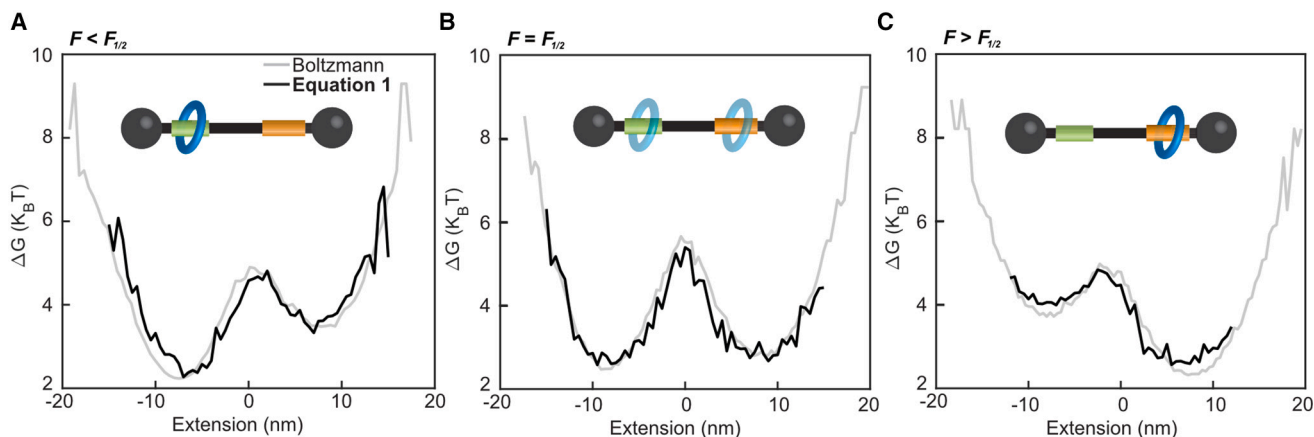 A
F < F1/2
10
8
6
4
2
ΔG (KBT)
Boltzmann
Equation 1
-20
-10
0
10
20
Extension (nm)
B
F = F1/2
10
8
6
4
2
ΔG (KBT)
-20
-10
0
10
20
Extension (nm)
C
F > F1/2
10
8
6
4
2
ΔG (KBT)
-20
-10
0
10
20
Extension (nm)